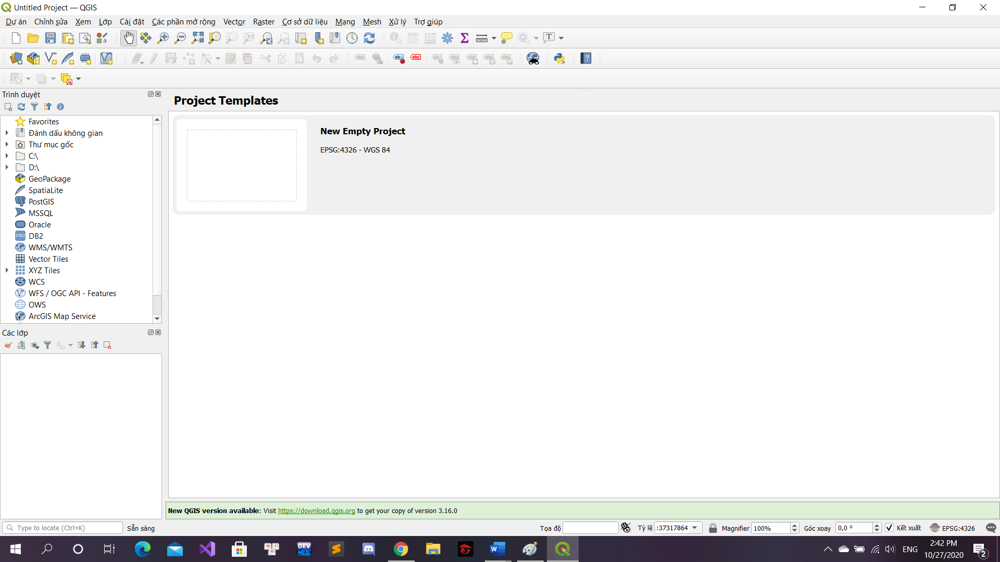 Untitled Project — QGIS
Dự án Chỉnh sửa Xem Lớp Cài đặt Các phần mở rộng Vector Raster Cơ sở dữ liệu Mạng Mesh Xử lý Trợ giúp
Trình duyệt
Favorites
Đánh dấu không gian
Thư mục gốc
C:\
D:\
GeoPackage
SpatiaLite
PostGIS
MSSQL
Oracle
DB2
WMS/WMTS
Vector Tiles
XYZ Tiles
WCS
WFS / OGC API - Features
OWS
ArcGIS Map Service
Các lớp
Project Templates
New Empty Project
EPSG:4326 - WGS 84
New QGIS version available: Visit https://download.qgis.org to get your copy of version 3.16.0
Type to locate (Ctrl+K) Sẵn sàng Tọa độ Tỷ lệ :37317864 Magnifier 100% Góc xoay 0,0 ° Kết xuất EPSG:4326
ENG
2:42 PM
10/27/2020
2